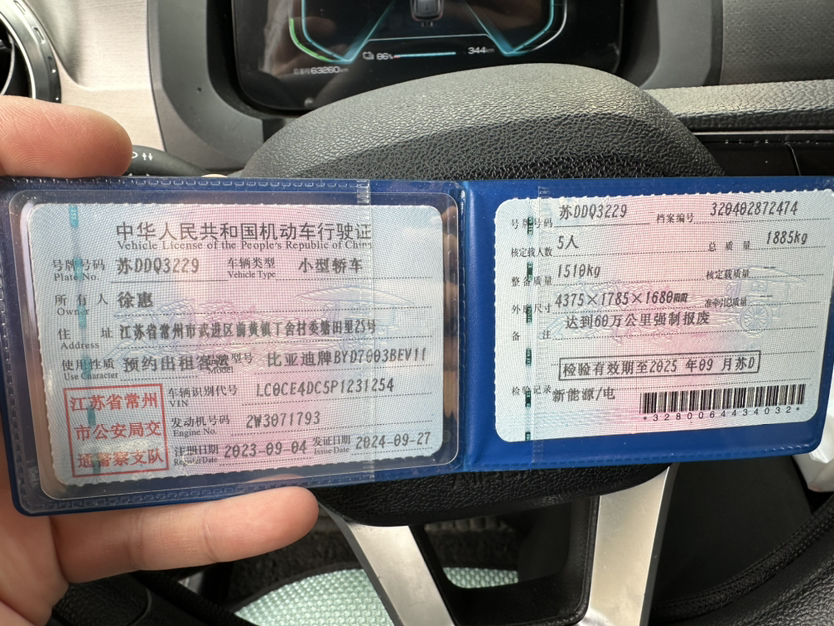 86%
344km
63260km
中华人民共和国机动车行驶证
Vehicle License of the People's Republic of China
号牌号码 苏DDQ3229 车辆类型 小型轿车
Plate No. Vehicle Type
所有人 徐惠
Owner
住址 江苏省常州市武进区前黄镇丁舍村委塘田里25号
使用性质 预约出租客运 型号 比亚迪牌BYD7003BEV11
Use Character Model
江苏省常州
市公安局交
通警察支队
车辆识别代号 LC0CE4DC5P1231254
VIN
发动机号码 2W3071793
Engine No.
注册日期 2023-09-04 发证日期 2024-09-27
Register Date Issue Date
号牌号码 苏DDQ3229 档案编号 320402872474
核定载人数 5人 总质量 1885kg
整备质量 1510kg 核定载质量
外廓尺寸 4375×1785×1680mm 准牵引总质量 --
备注 达到60万公里强制报废
检验有效期至2025 年09 月苏D
检验记录
新能源/电
*3280064434032*